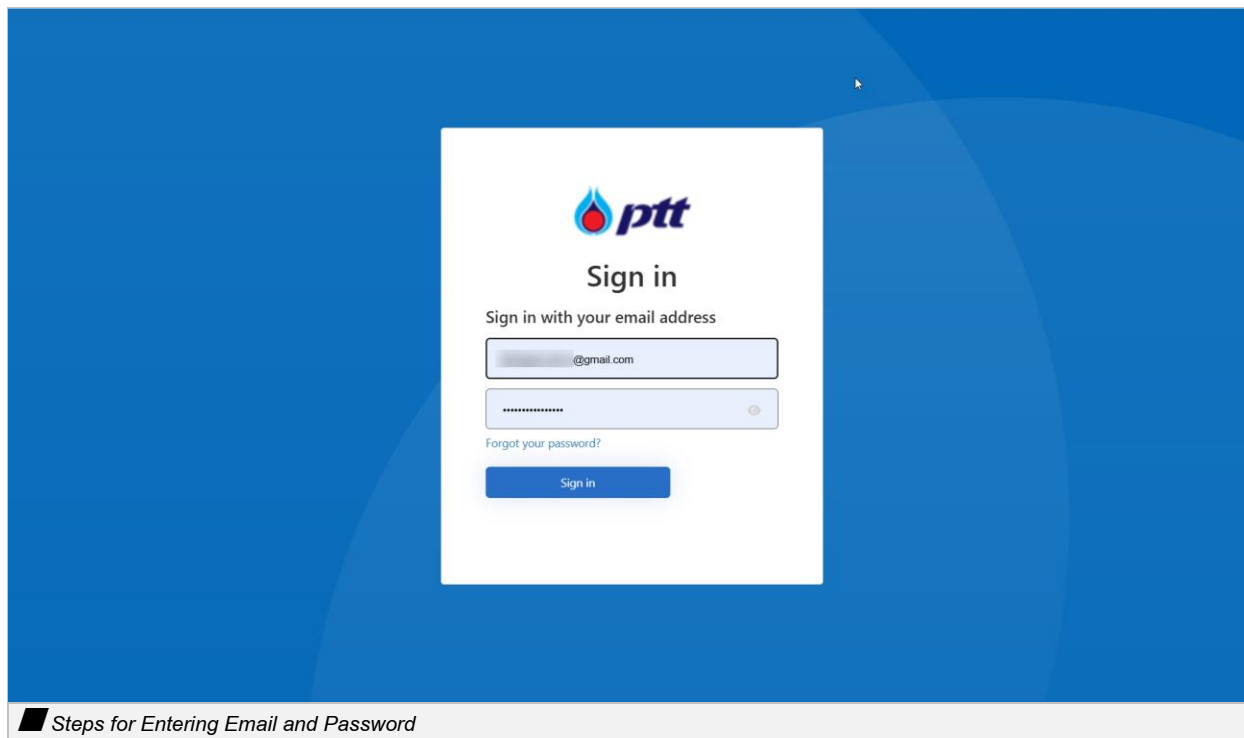 ptt
Sign in
Sign in with your email address
@gmail.com
••••••••••••••••
Forgot your password?
Sign in
Steps for Entering Email and Password